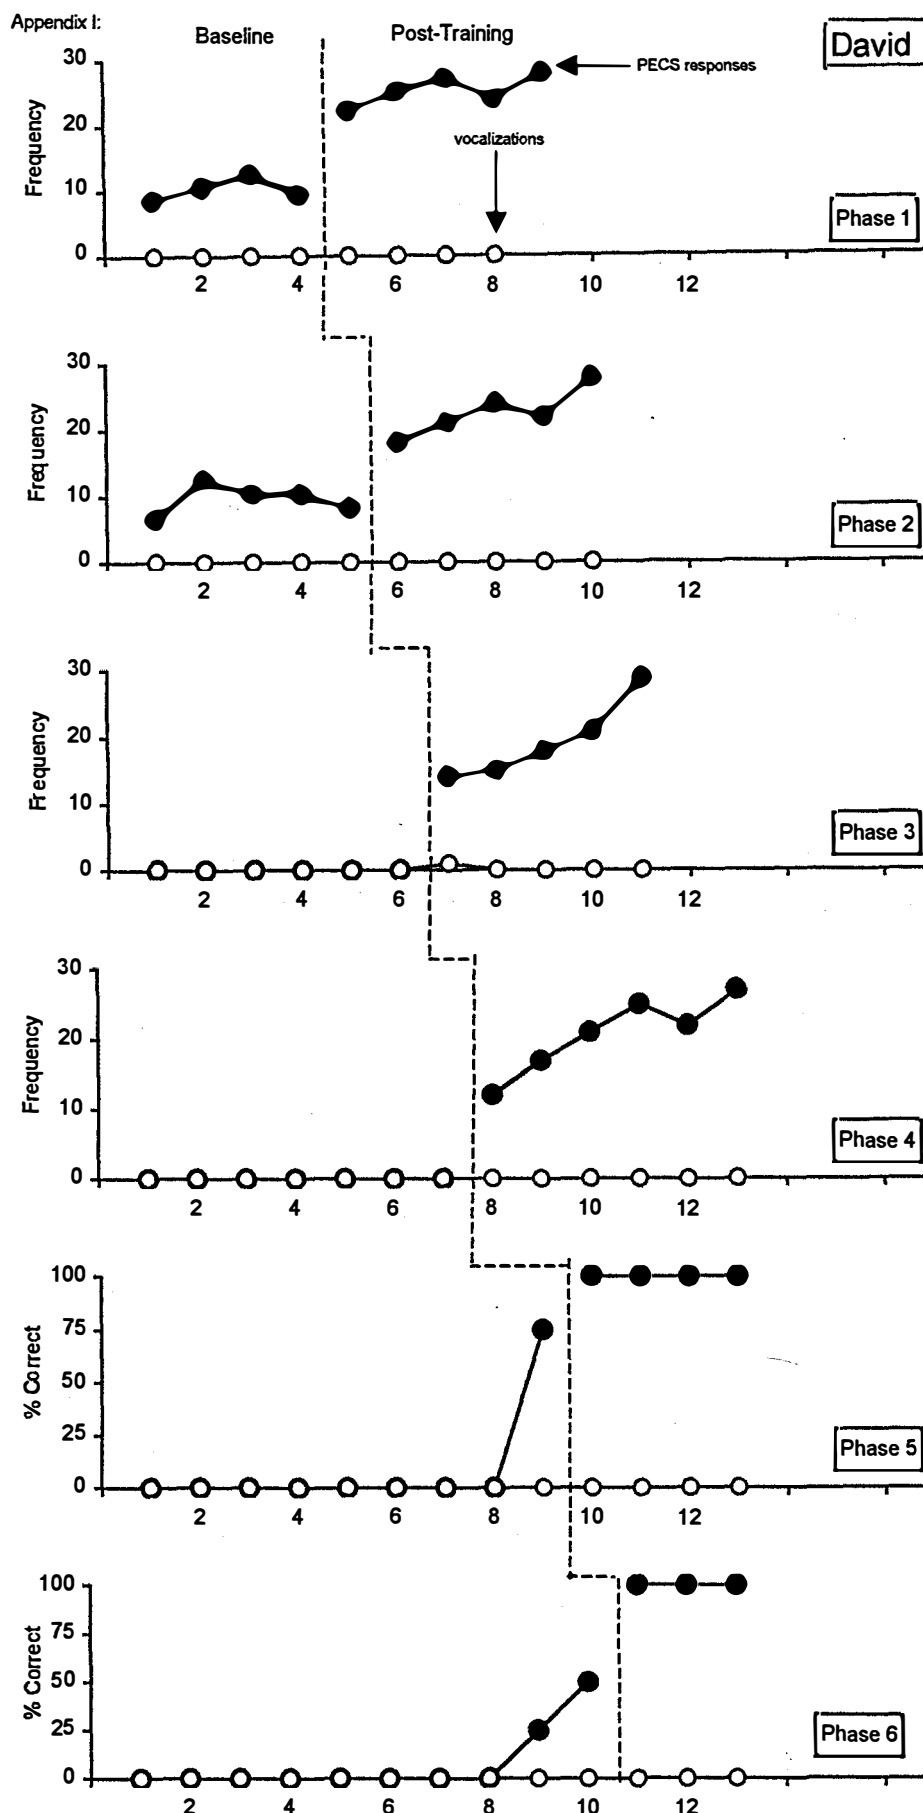 Appendix I:
Baseline
Post-Training
David
30
20
10
0
Frequency
PECS responses
vocalizations
Phase 1
2 4 6 8 10 12
30
20
10
0
Frequency
Phase 2
2 4 6 8 10 12
30
20
10
0
Frequency
Phase 3
2 4 6 8 10 12
30
20
10
0
Frequency
Phase 4
2 4 6 8 10 12
100
75
50
25
0
% Correct
Phase 5
2 4 6 8 10 12
100
75
50
25
0
% Correct
Phase 6
2 4 6 8 10 12